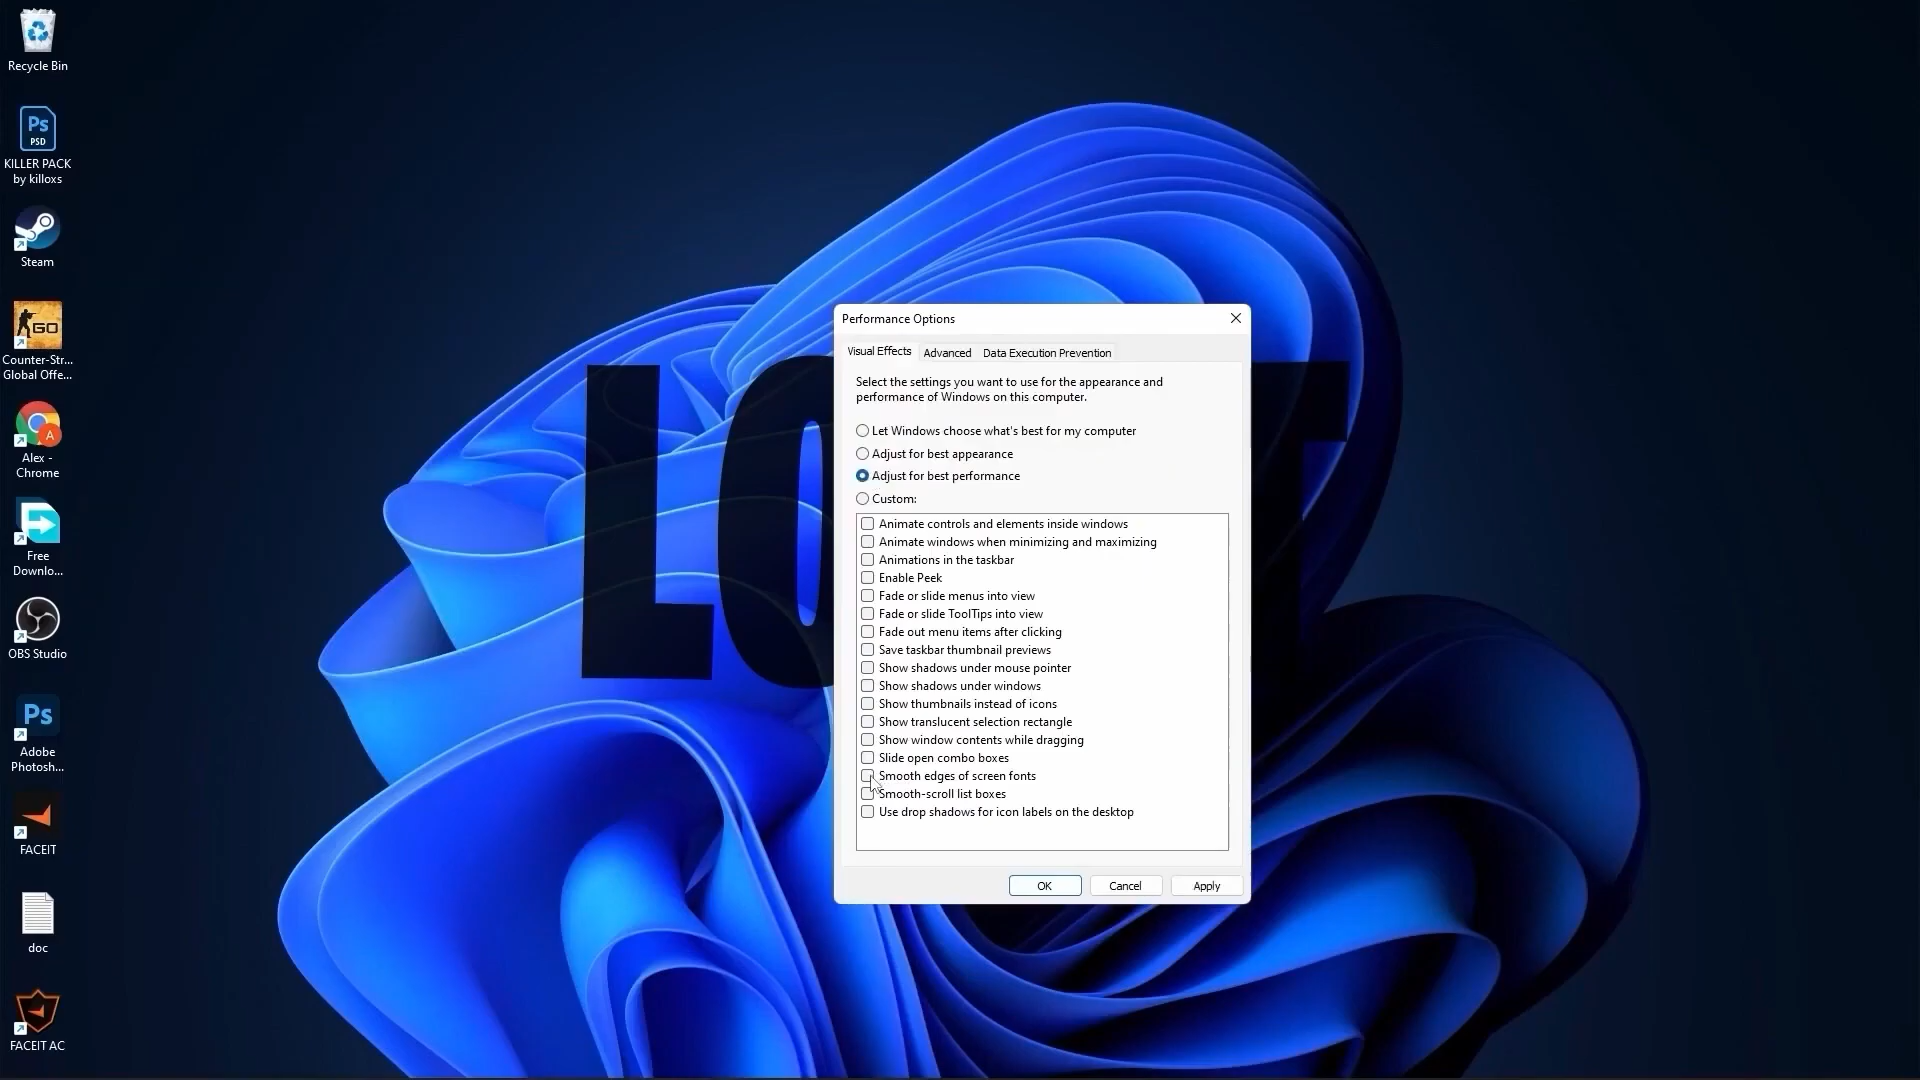 Recycle Bin
Ps
PSD
KILLER PACK
by killoxs
Steam
GO
Counter-Str...
Global Offe...
A
Alex -
Chrome
Free
Downlo...
OBS Studio
Ps
Adobe
Photosh...
FACEIT
doc
FACEIT AC
Performance Options
Visual Effects
Advanced
Data Execution Prevention
Select the settings you want to use for the appearance and
performance of Windows on this computer.
Let Windows choose what's best for my computer
Adjust for best appearance
Adjust for best performance
Custom:
Animate controls and elements inside windows
Animate windows when minimizing and maximizing
Animations in the taskbar
Enable Peek
Fade or slide menus into view
Fade or slide ToolTips into view
Fade out menu items after clicking
Save taskbar thumbnail previews
Show shadows under mouse pointer
Show shadows under windows
Show thumbnails instead of icons
Show translucent selection rectangle
Show window contents while dragging
Slide open combo boxes
Smooth edges of screen fonts
Smooth-scroll list boxes
Use drop shadows for icon labels on the desktop
OK
Cancel
Apply